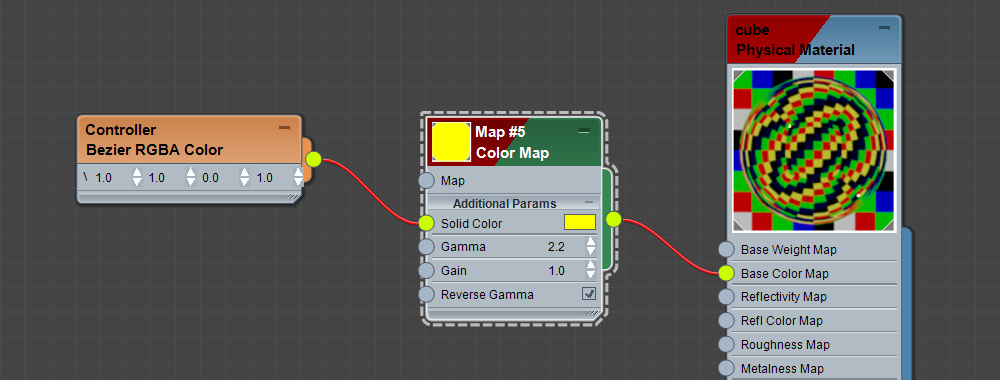 Controller
Bezier RGBA Color
\ 1.0 1.0 0.0 1.0
Map #5
Color Map
Map
Additional Params
Solid Color
Gamma 2.2
Gain 1.0
Reverse Gamma
cube
Physical Material
Base Weight Map
Base Color Map
Reflectivity Map
Refl Color Map
Roughness Map
Metalness Map